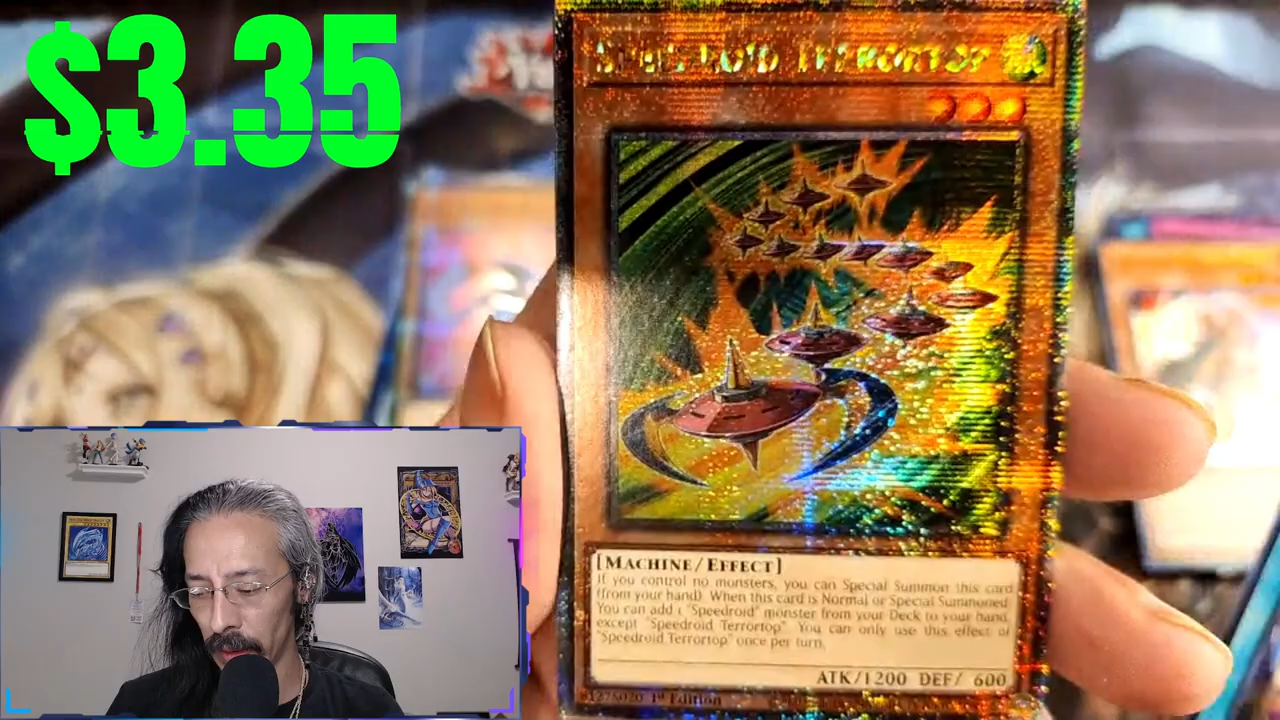 $3.35
SPEEDROID TERRORTOP
[MACHINE/EFFECT]
If you control no monsters, you can Special Summon this card
(from your hand). When this card is Normal or Special Summoned:
You can add 1 "Speedroid" monster from your Deck to your hand,
except "Speedroid Terrortop". You can only use this effect of
"Speedroid Terrortop" once per turn.
ATK/1200 DEF/ 600
1st Edition